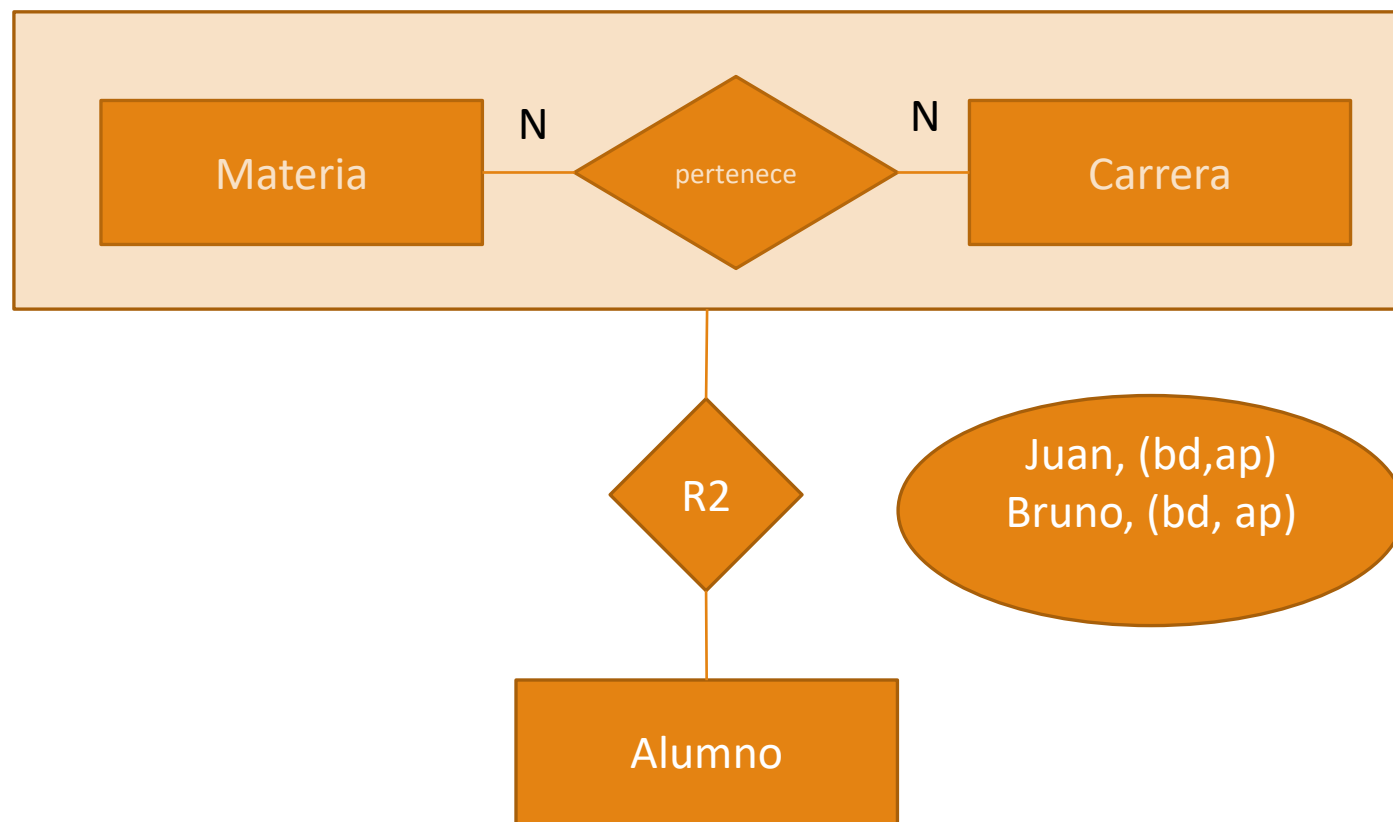 N
N
Materia
pertenece
Carrera
Juan, (bd,ap)
R2
Bruno, (bd, ap)
Alumno